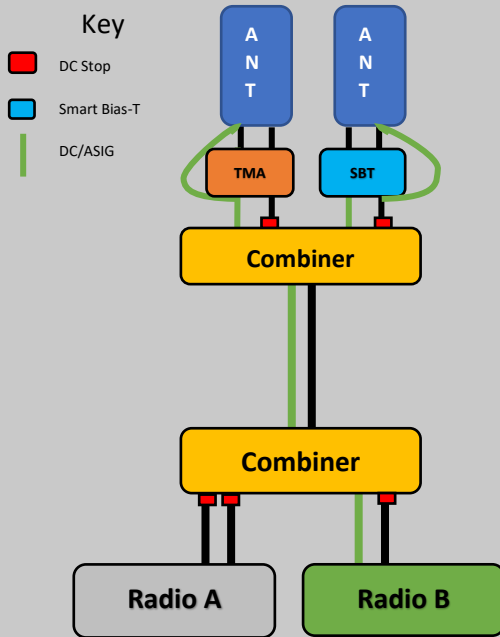 Key
DC Stop
Smart Bias-T
DC/ASIG
A
N
T
A
N
T
TMA
SBT
Combiner
Combiner
Radio A
Radio B